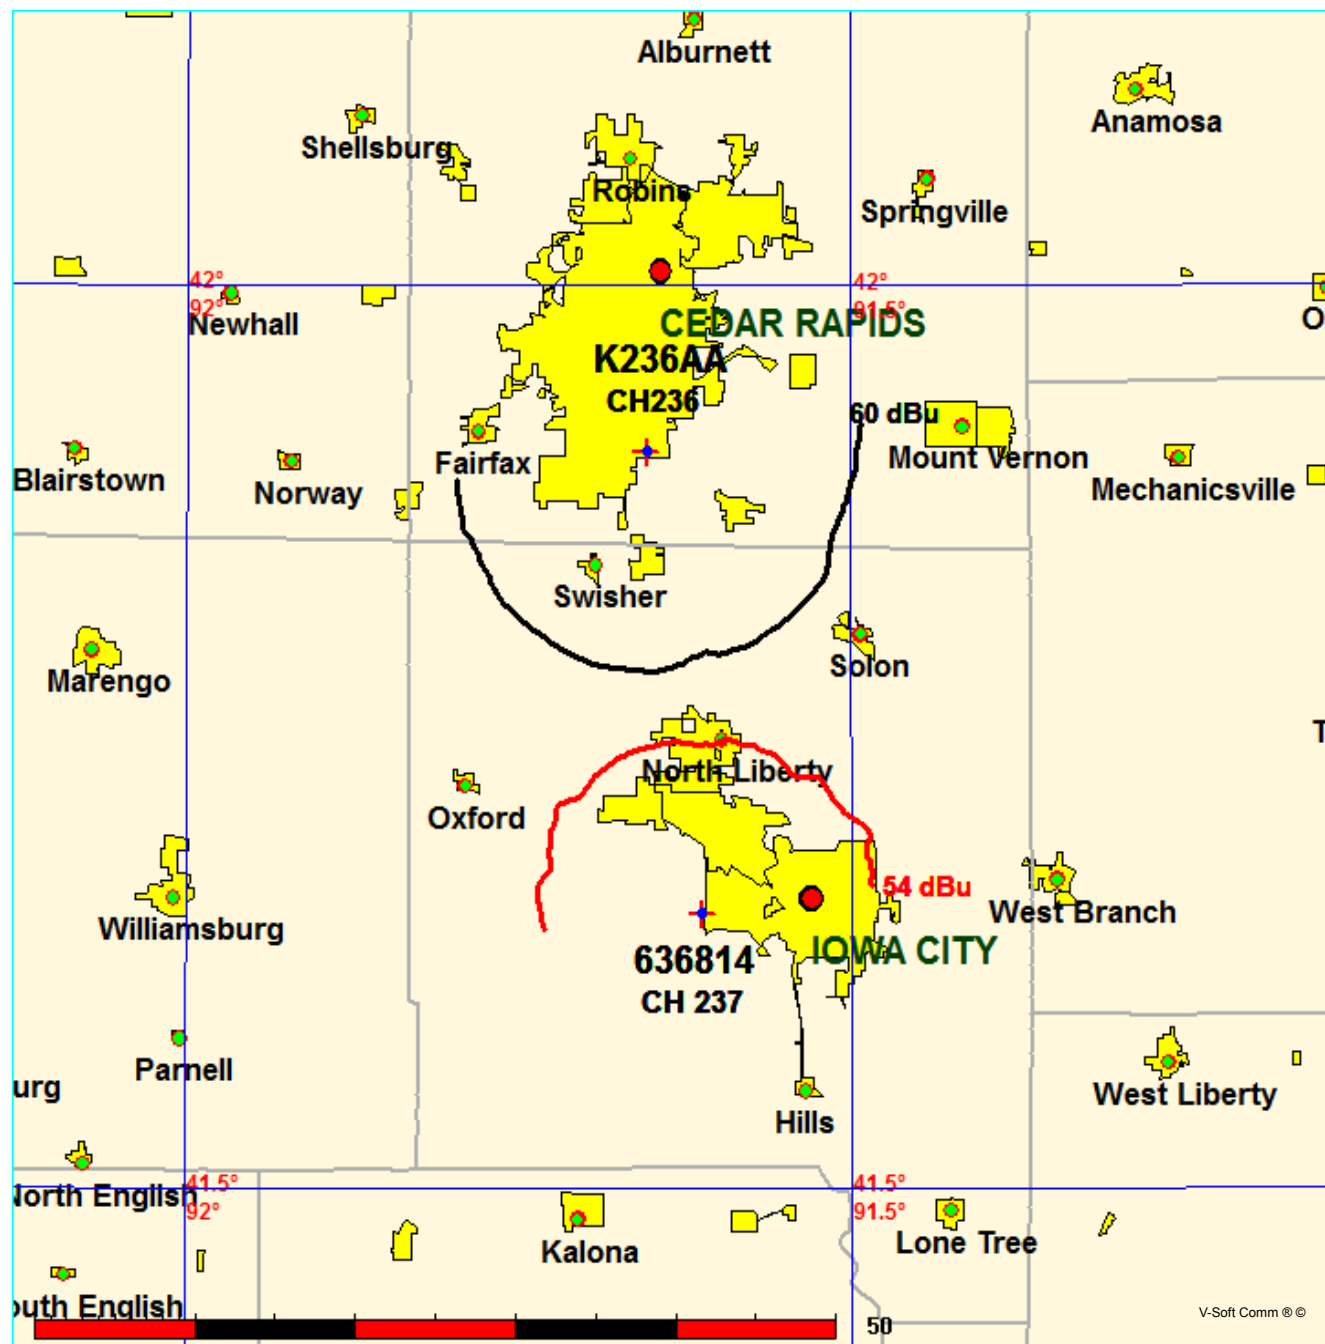 Alburnett
Anamosa
Shellsburg
Robins
Springville
42°
92°
42°
91.5°
Newhall
CEDAR RAPIDS
O
K236AA
CH236
60 dBu
Fairfax
Mount Vernon
Blairstown
Norway
Mechanicsville
Swisher
Solon
Marengo
T
North Liberty
Oxford
54 dBu
West Branch
Williamsburg
IOWA CITY
636814
CH 237
Parnell
urg
West Liberty
Hills
41.5°
92°
41.5°
91.5°
North English
Kalona
Lone Tree
outh English
50
V-Soft Comm ® ©